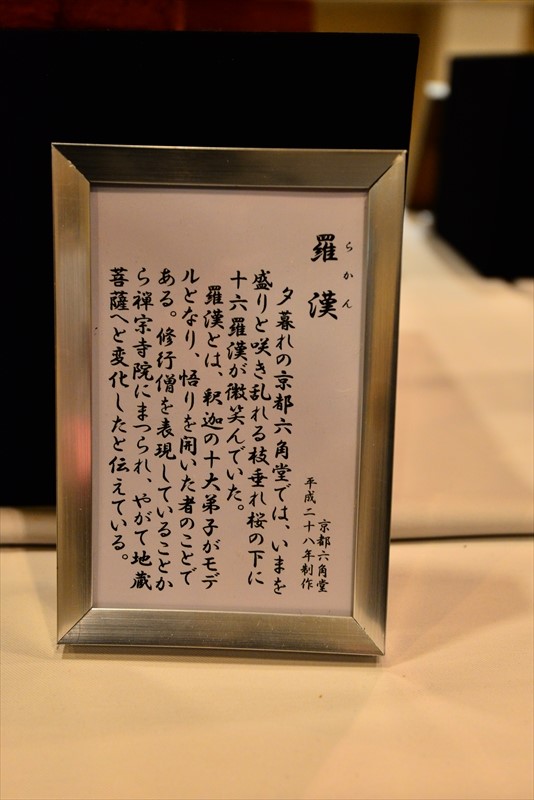 羅漢
らかん
京都六角堂
平成二十八年制作
夕暮れの京都六角堂では、いまを
盛りと咲き乱れる枝垂れ桜の下に
十六羅漢が微笑んでいた。
羅漢とは、釈迦の十大弟子がモデ
ルとなり、悟りを開いた者のことで
ある。修行僧を表現していることか
ら禅宗寺院にまつられ、やがて地蔵
菩薩へと変化したと伝えている。